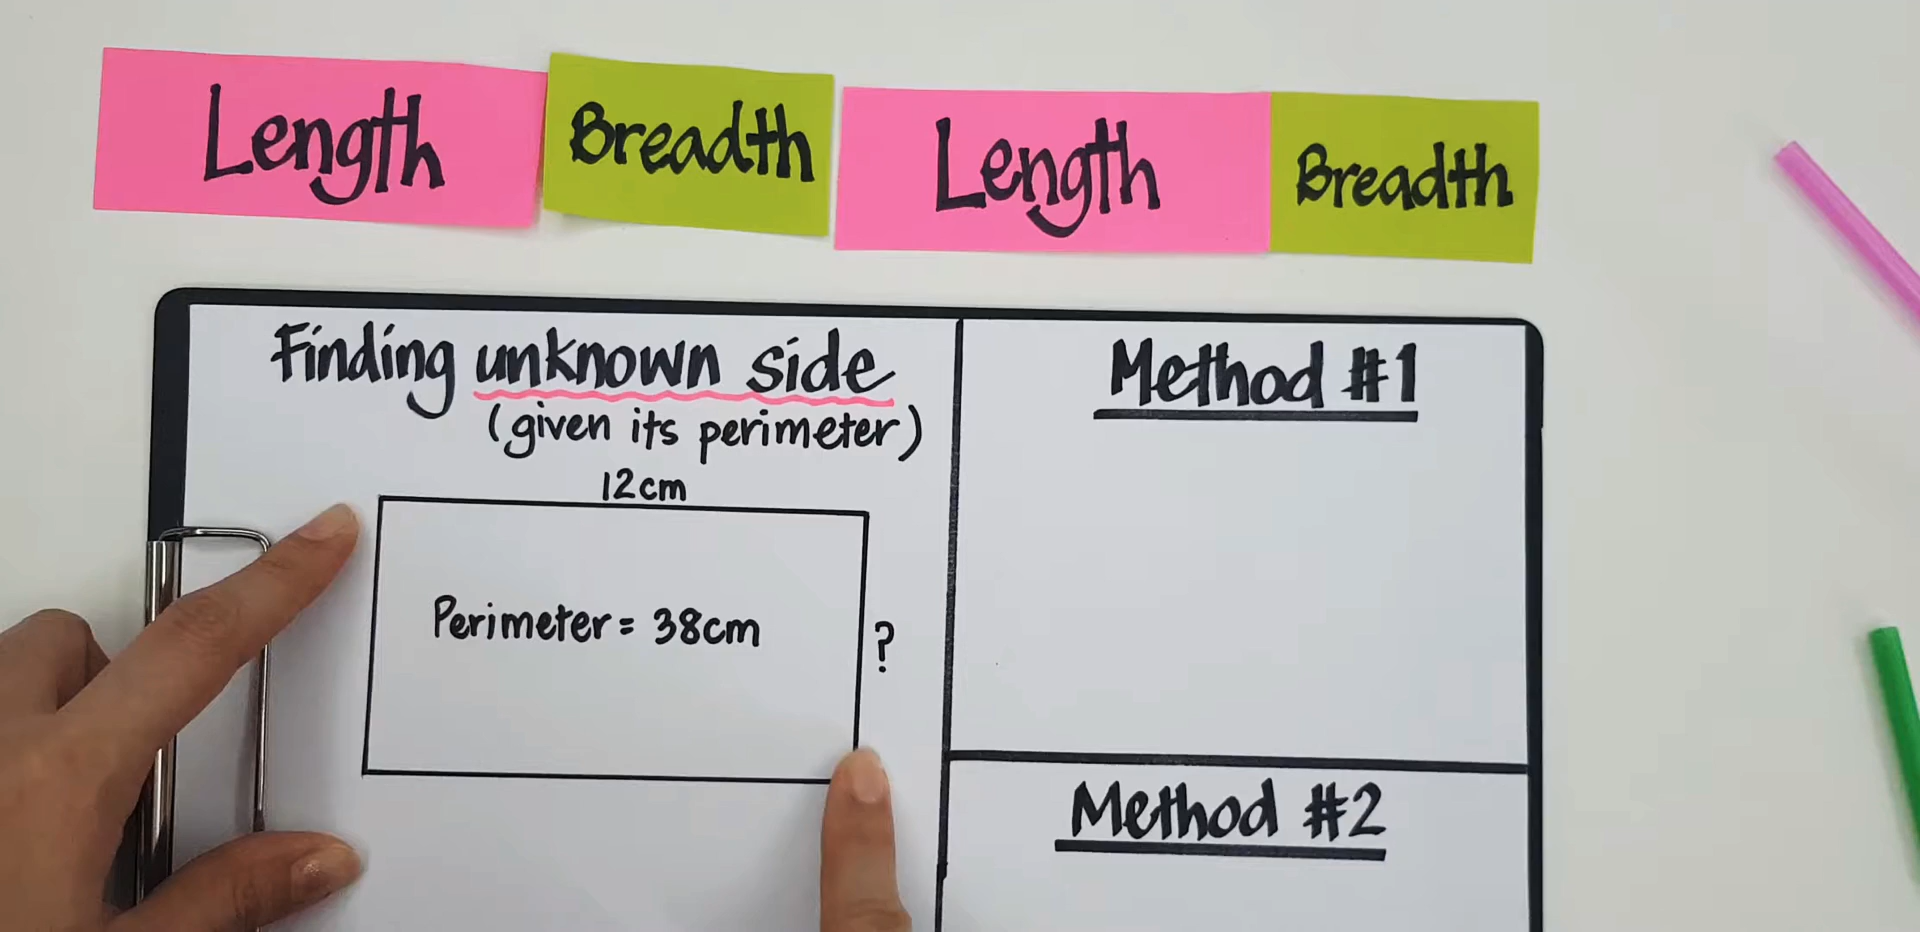 Length Breadth Length Breadth
Finding unknown side
(given its perimeter)
12cm
Perimeter = 38cm
?
Method #1
Method #2